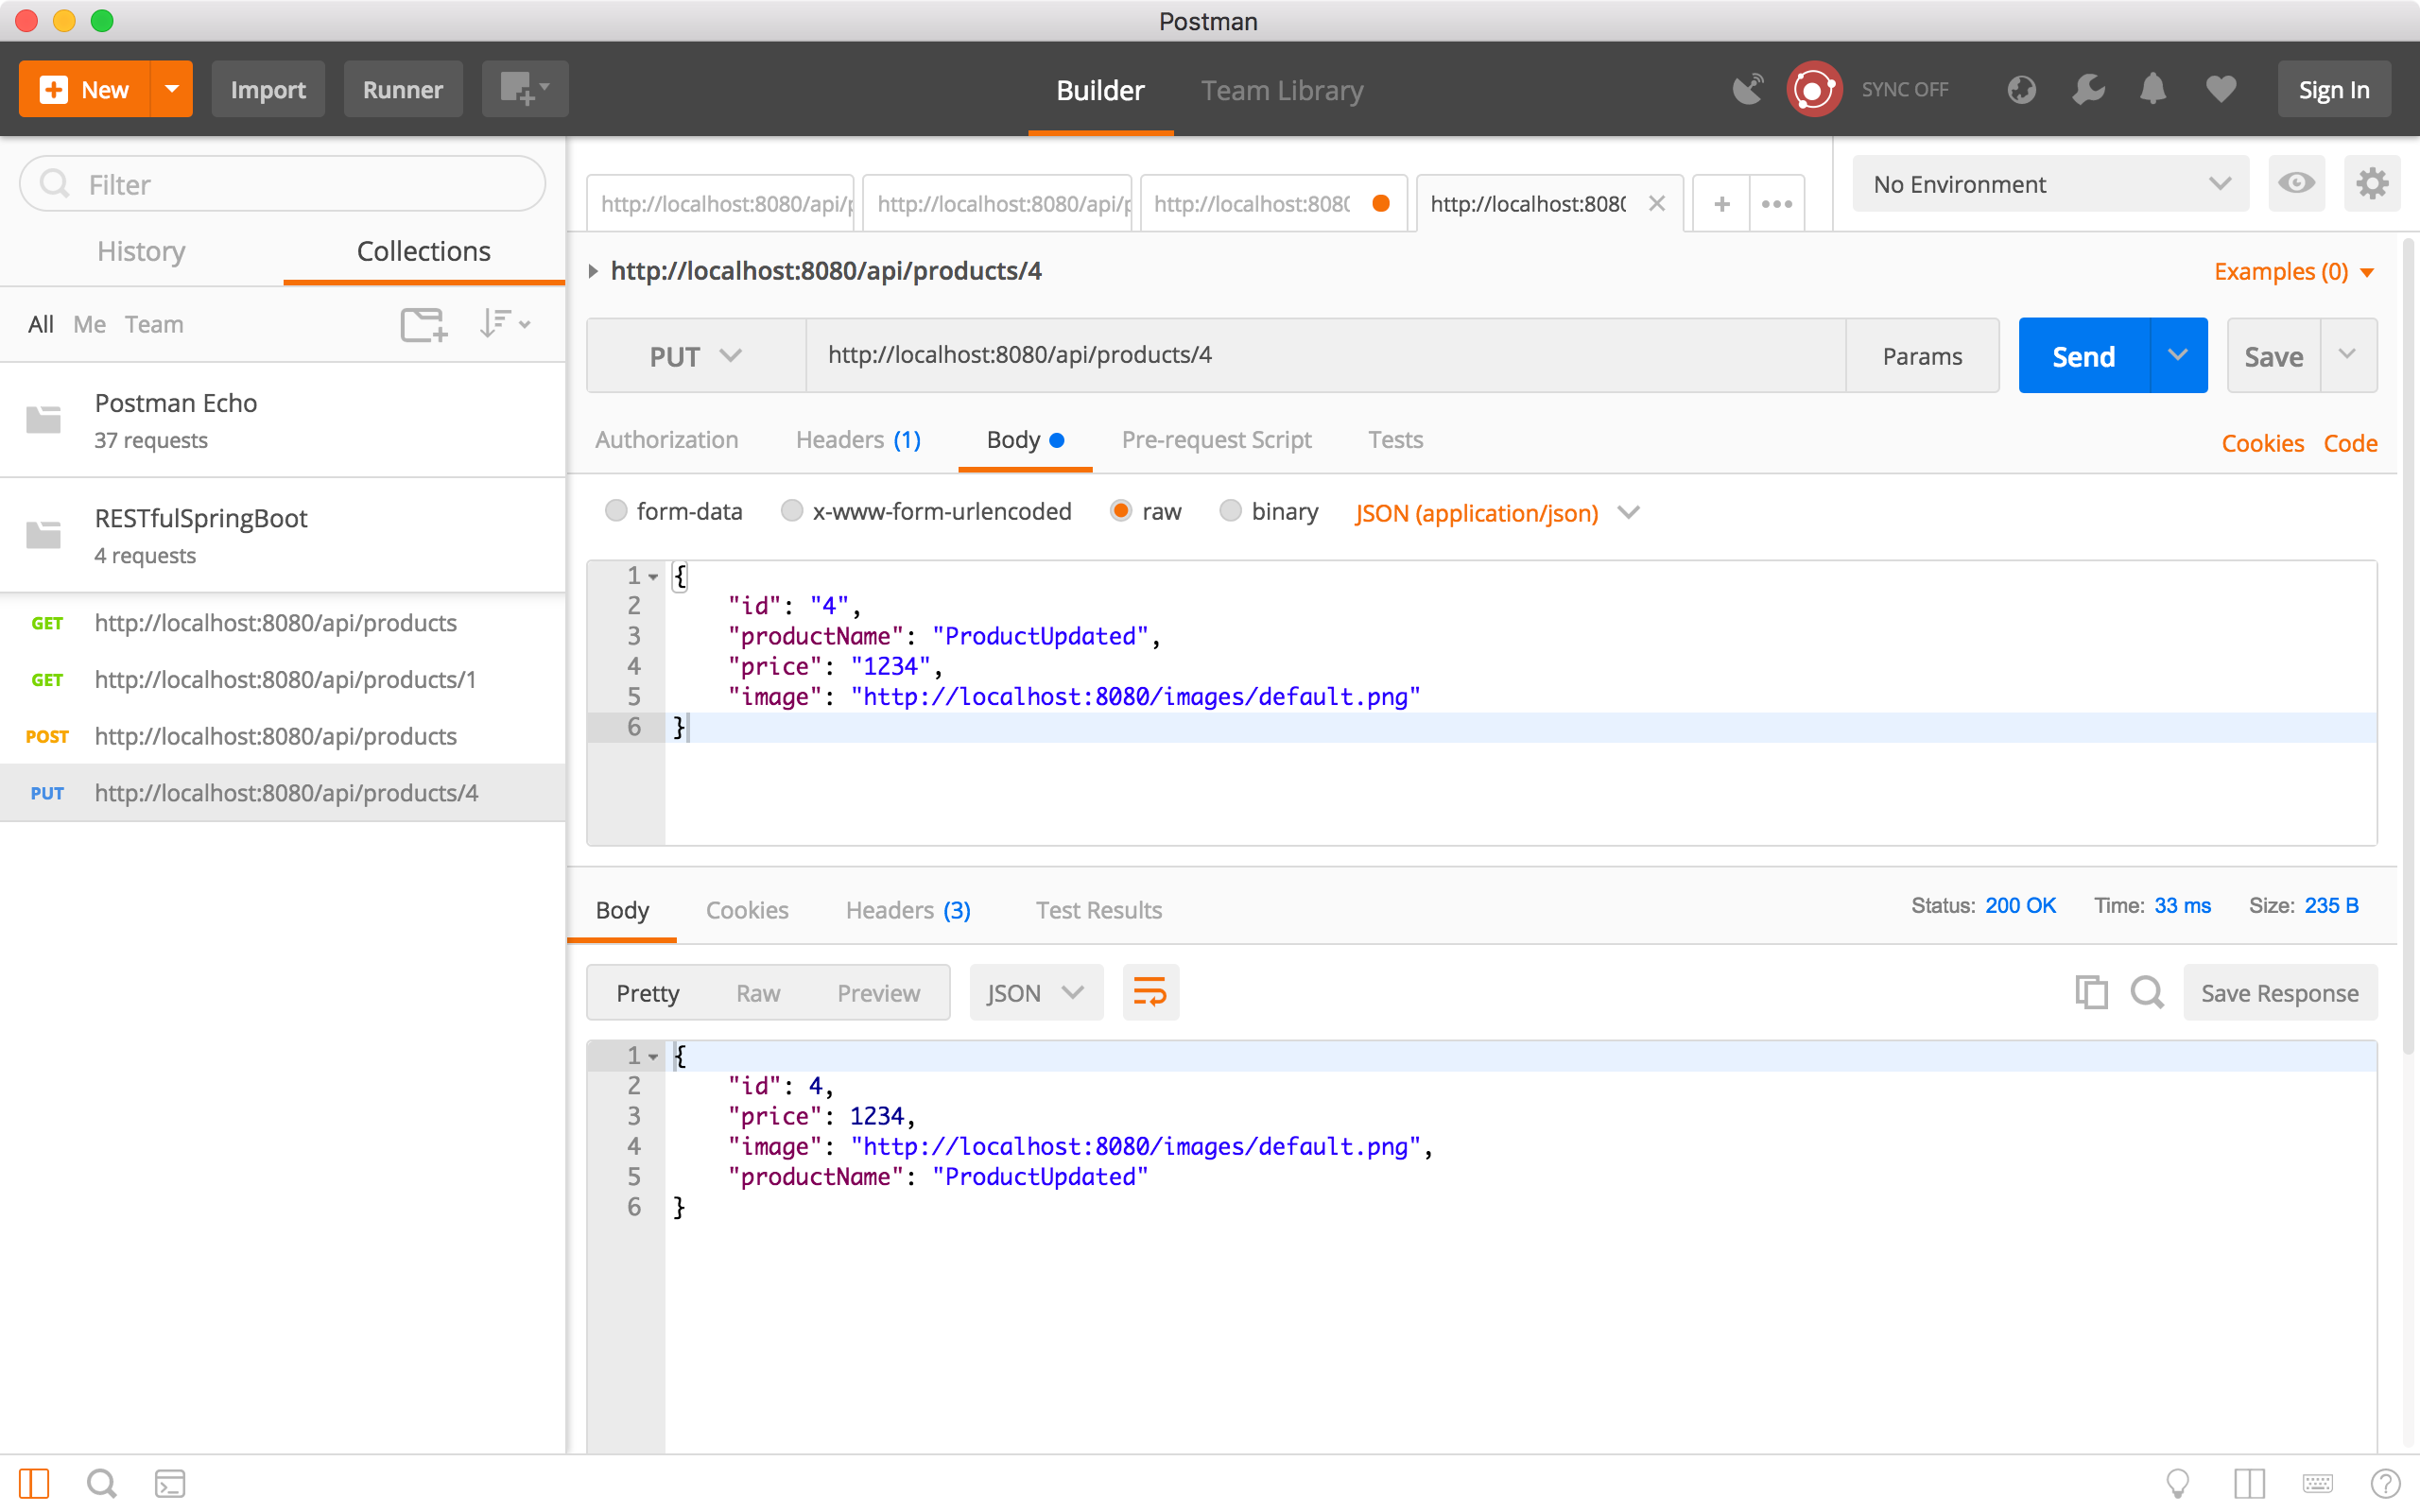 Postman
New
Import
Runner
Builder
Team Library
SYNC OFF
Sign In
Filter
History
Collections
All Me Team
Postman Echo
37 requests
RESTfulSpringBoot
4 requests
GET http://localhost:8080/api/products
GET http://localhost:8080/api/products/1
POST http://localhost:8080/api/products
PUT http://localhost:8080/api/products/4
http://localhost:8080/api/p
http://localhost:8080/api/p
http://localhost:8080
http://localhost:8080
No Environment
http://localhost:8080/api/products/4
Examples (0)
PUT
http://localhost:8080/api/products/4
Params
Send
Save
Authorization
Headers (1)
Body
Pre-request Script
Tests
Cookies
Code
form-data
x-www-form-urlencoded
raw
binary
JSON (application/json)
1 {
2 "id": "4",
3 "productName": "ProductUpdated",
4 "price": "1234",
5 "image": "http://localhost:8080/images/default.png"
6 }
Body
Cookies
Headers (3)
Test Results
Status: 200 OK
Time: 33 ms
Size: 235 B
Pretty
Raw
Preview
JSON
Save Response
1 {
2 "id": 4,
3 "price": 1234,
4 "image": "http://localhost:8080/images/default.png",
5 "productName": "ProductUpdated"
6 }